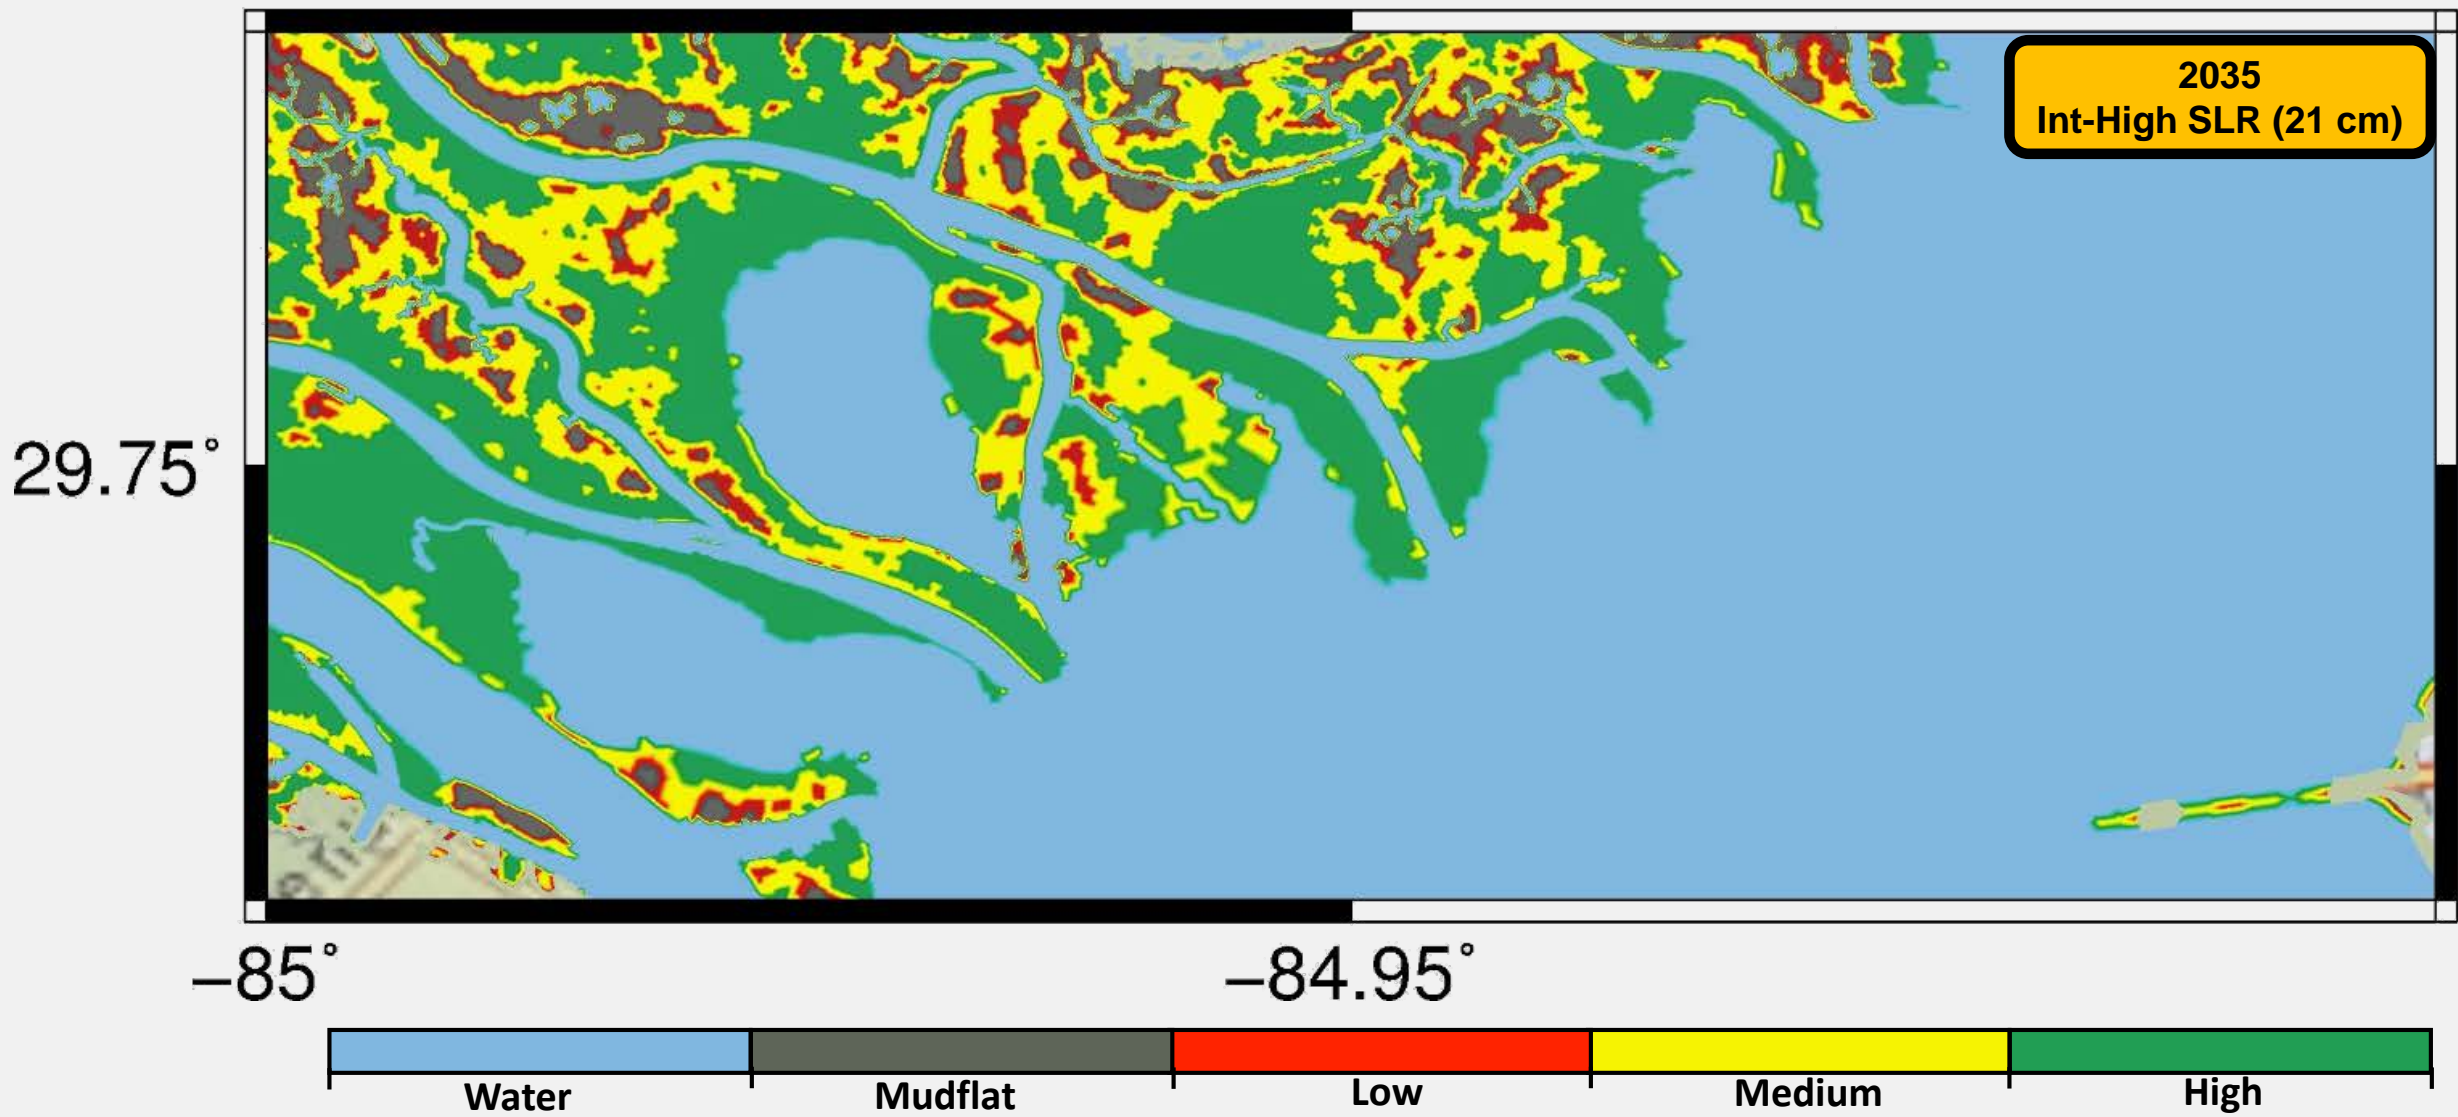 2035
Int-High SLR (21 cm)
29.75°
–85°
–84.95°
Water
Mudflat
Low
Medium
High